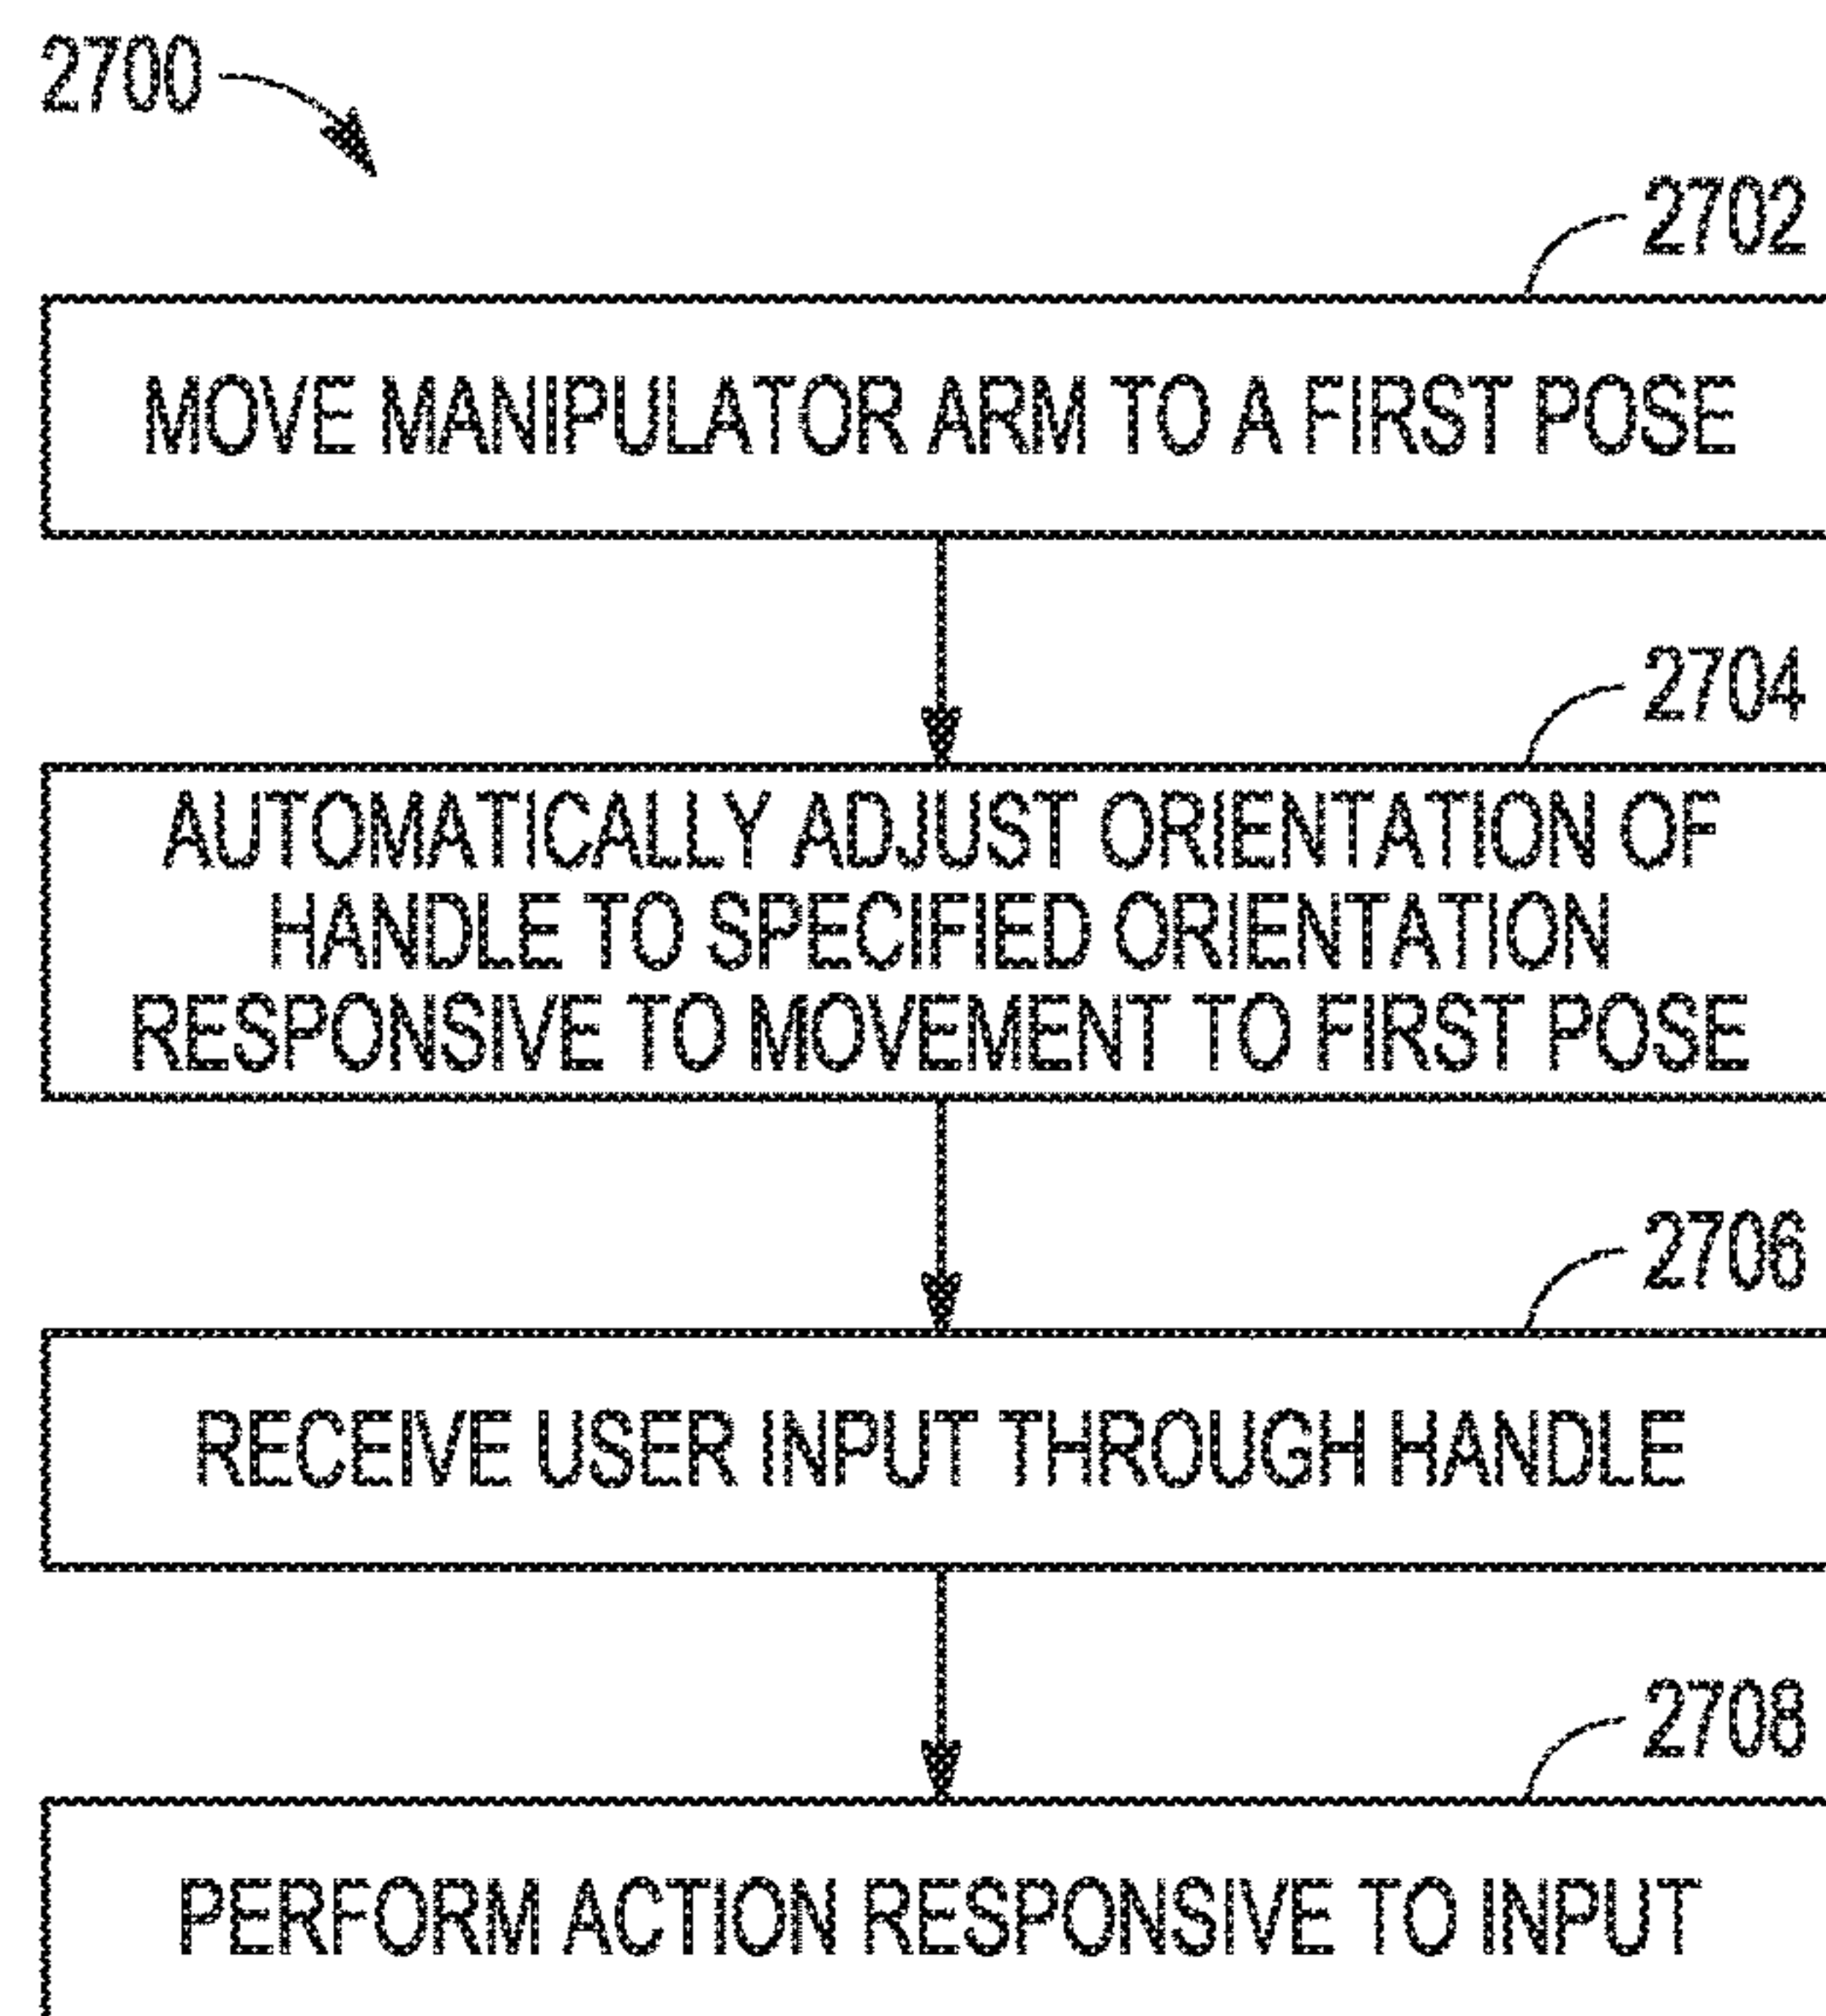 2700
2702
MOVE MANIPULATOR ARM TO A FIRST POSE
2704
AUTOMATICALLY ADJUST ORIENTATION OF
HANDLE TO SPECIFIED ORIENTATION
RESPONSIVE TO MOVEMENT TO FIRST POSE
2706
RECEIVE USER INPUT THROUGH HANDLE
2708
PERFORM ACTION RESPONSIVE TO INPUT